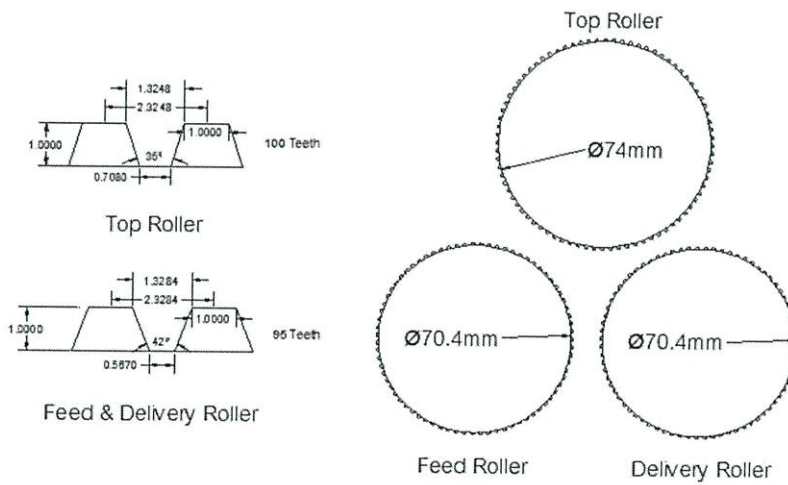 1.3248
2.3248
1.0000
1.0000
35°
0.7080
100 Teeth
Top Roller
1.3284
2.3284
1.0000
1.0000
42°
0.5670
95 Teeth
Feed & Delivery Roller
Top Roller
Ø74mm
Ø70.4mm
Ø70.4mm
Feed Roller
Delivery Roller